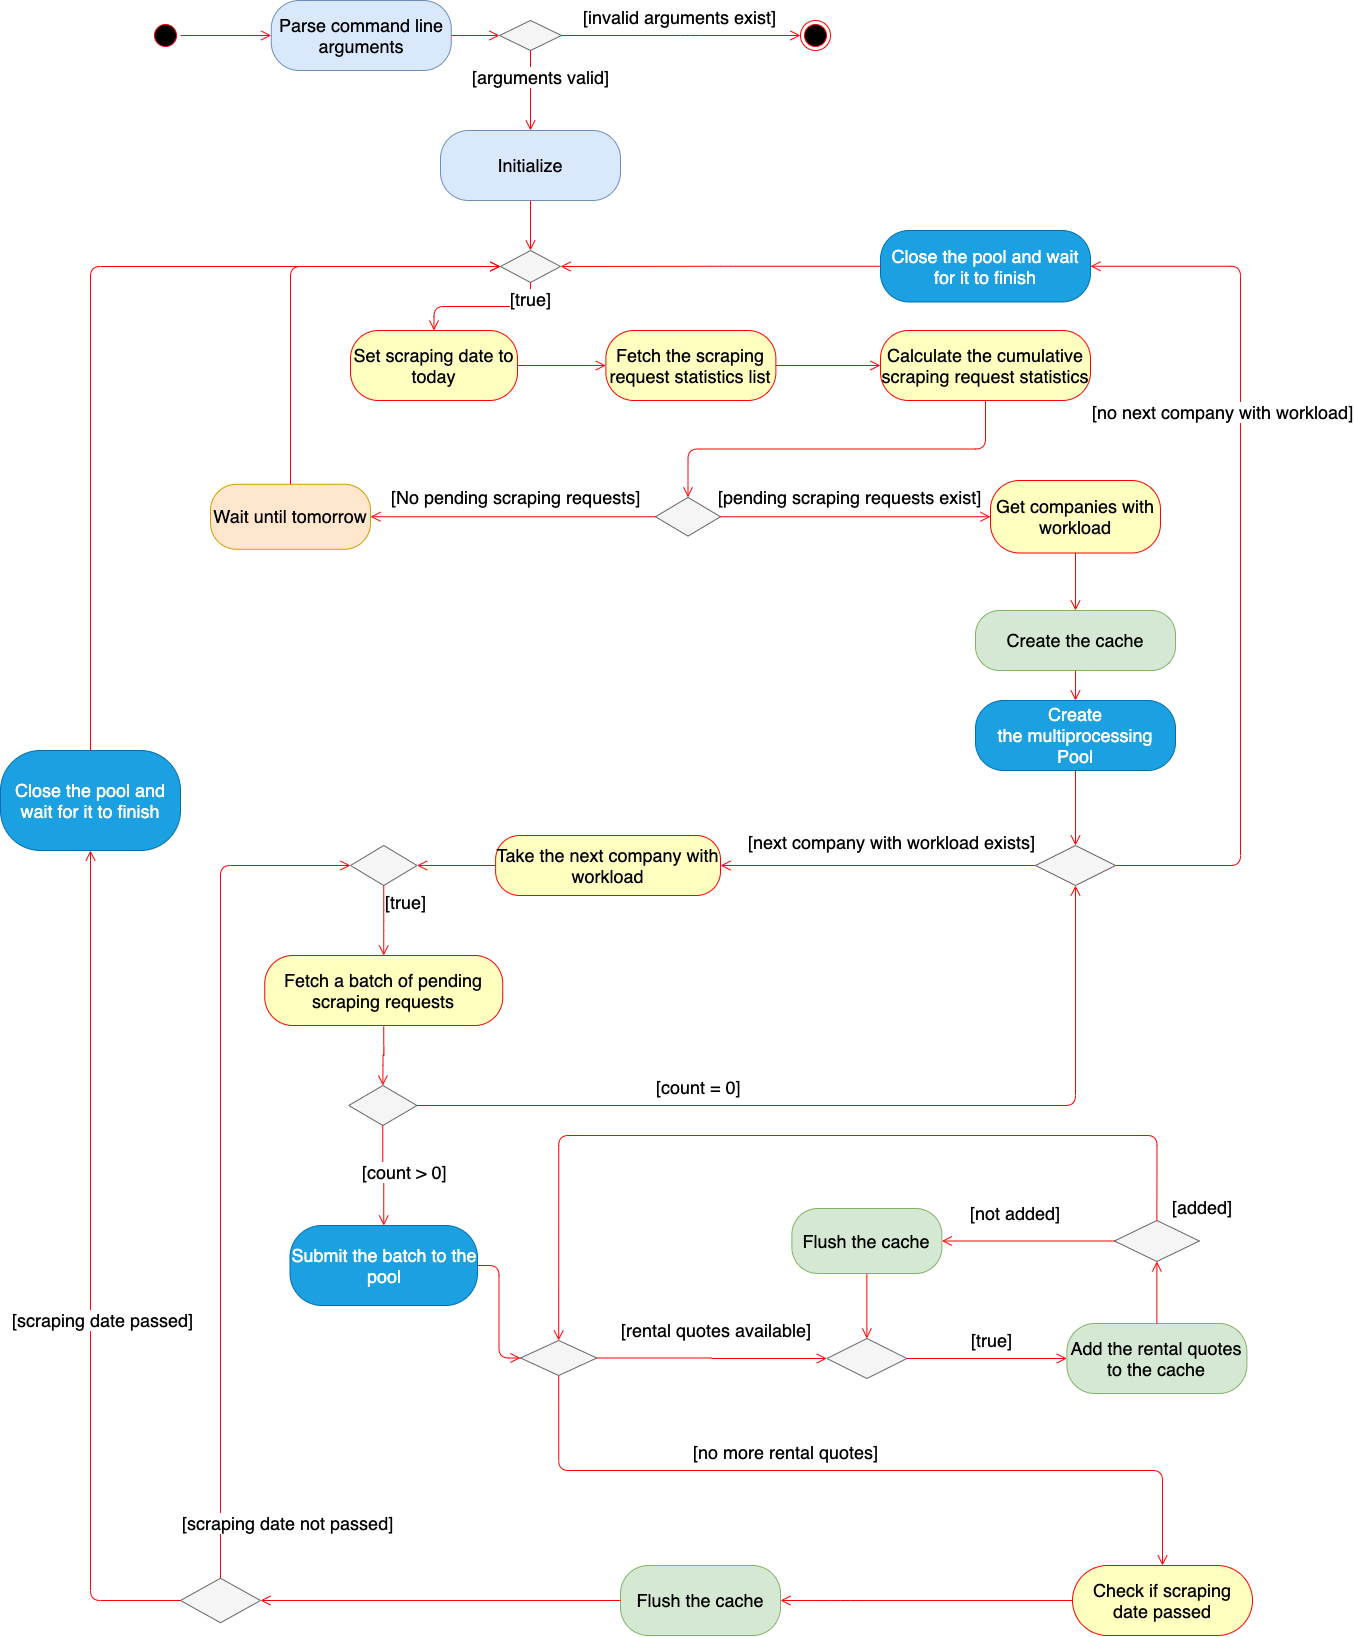 [invalid arguments exist]
Parse command line
arguments
[arguments valid]
Initialize
Close the pool and wait
for it to finish
[true]
Set scraping date to
today
Fetch the scraping
request statistics list
Calculate the cumulative
scraping request statistics
[no next company with workload]
[No pending scraping requests]
[pending scraping requests exist]
Wait until tomorrow
Get companies with
workload
Create the cache
Create
the multiprocessing
Pool
Close the pool and
wait for it to finish
[next company with workload exists]
Take the next company with
workload
[true]
Fetch a batch of pending
scraping requests
[count = 0]
[count > 0]
[added]
[not added]
Flush the cache
Submit the batch to the
pool
[scraping date passed]
[rental quotes available]
[true]
Add the rental quotes
to the cache
[no more rental quotes]
[scraping date not passed]
Flush the cache
Check if scraping
date passed